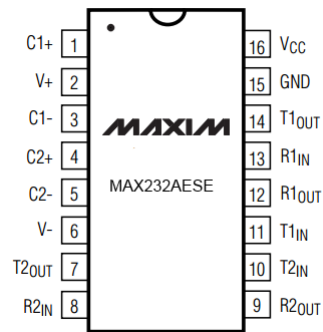 C1+ 1 16 VCC
V+ 2 15 GND
C1- 3 MAXIM 14 T1OUT
C2+ 4 13 R1IN
C2- 5 MAX232AESE 12 R1OUT
V- 6 11 T1IN
T2OUT 7 10 T2IN
R2IN 8 9 R2OUT